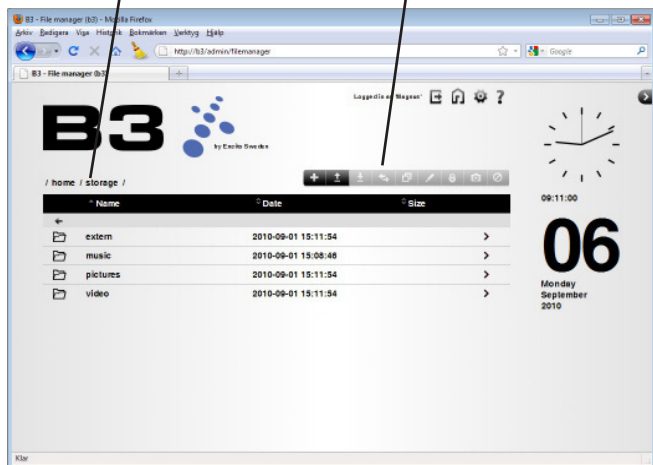 B3 - File manager (b3) - Mozilla Firefox
Arkiv Redigera Visa Historik Bokmärken Verktyg Hjälp
http://b3/admin/filemanager
Google
B3 - File manager (b3)
B3
by Excito Sweden
Logged in as
/ home / storage /
Name Date Size
extern 2010-09-01 15:11:54
music 2010-09-01 15:08:46
pictures 2010-09-01 15:11:54
video 2010-09-01 15:11:54
09:11:00
06
Monday
September
2010
Klar